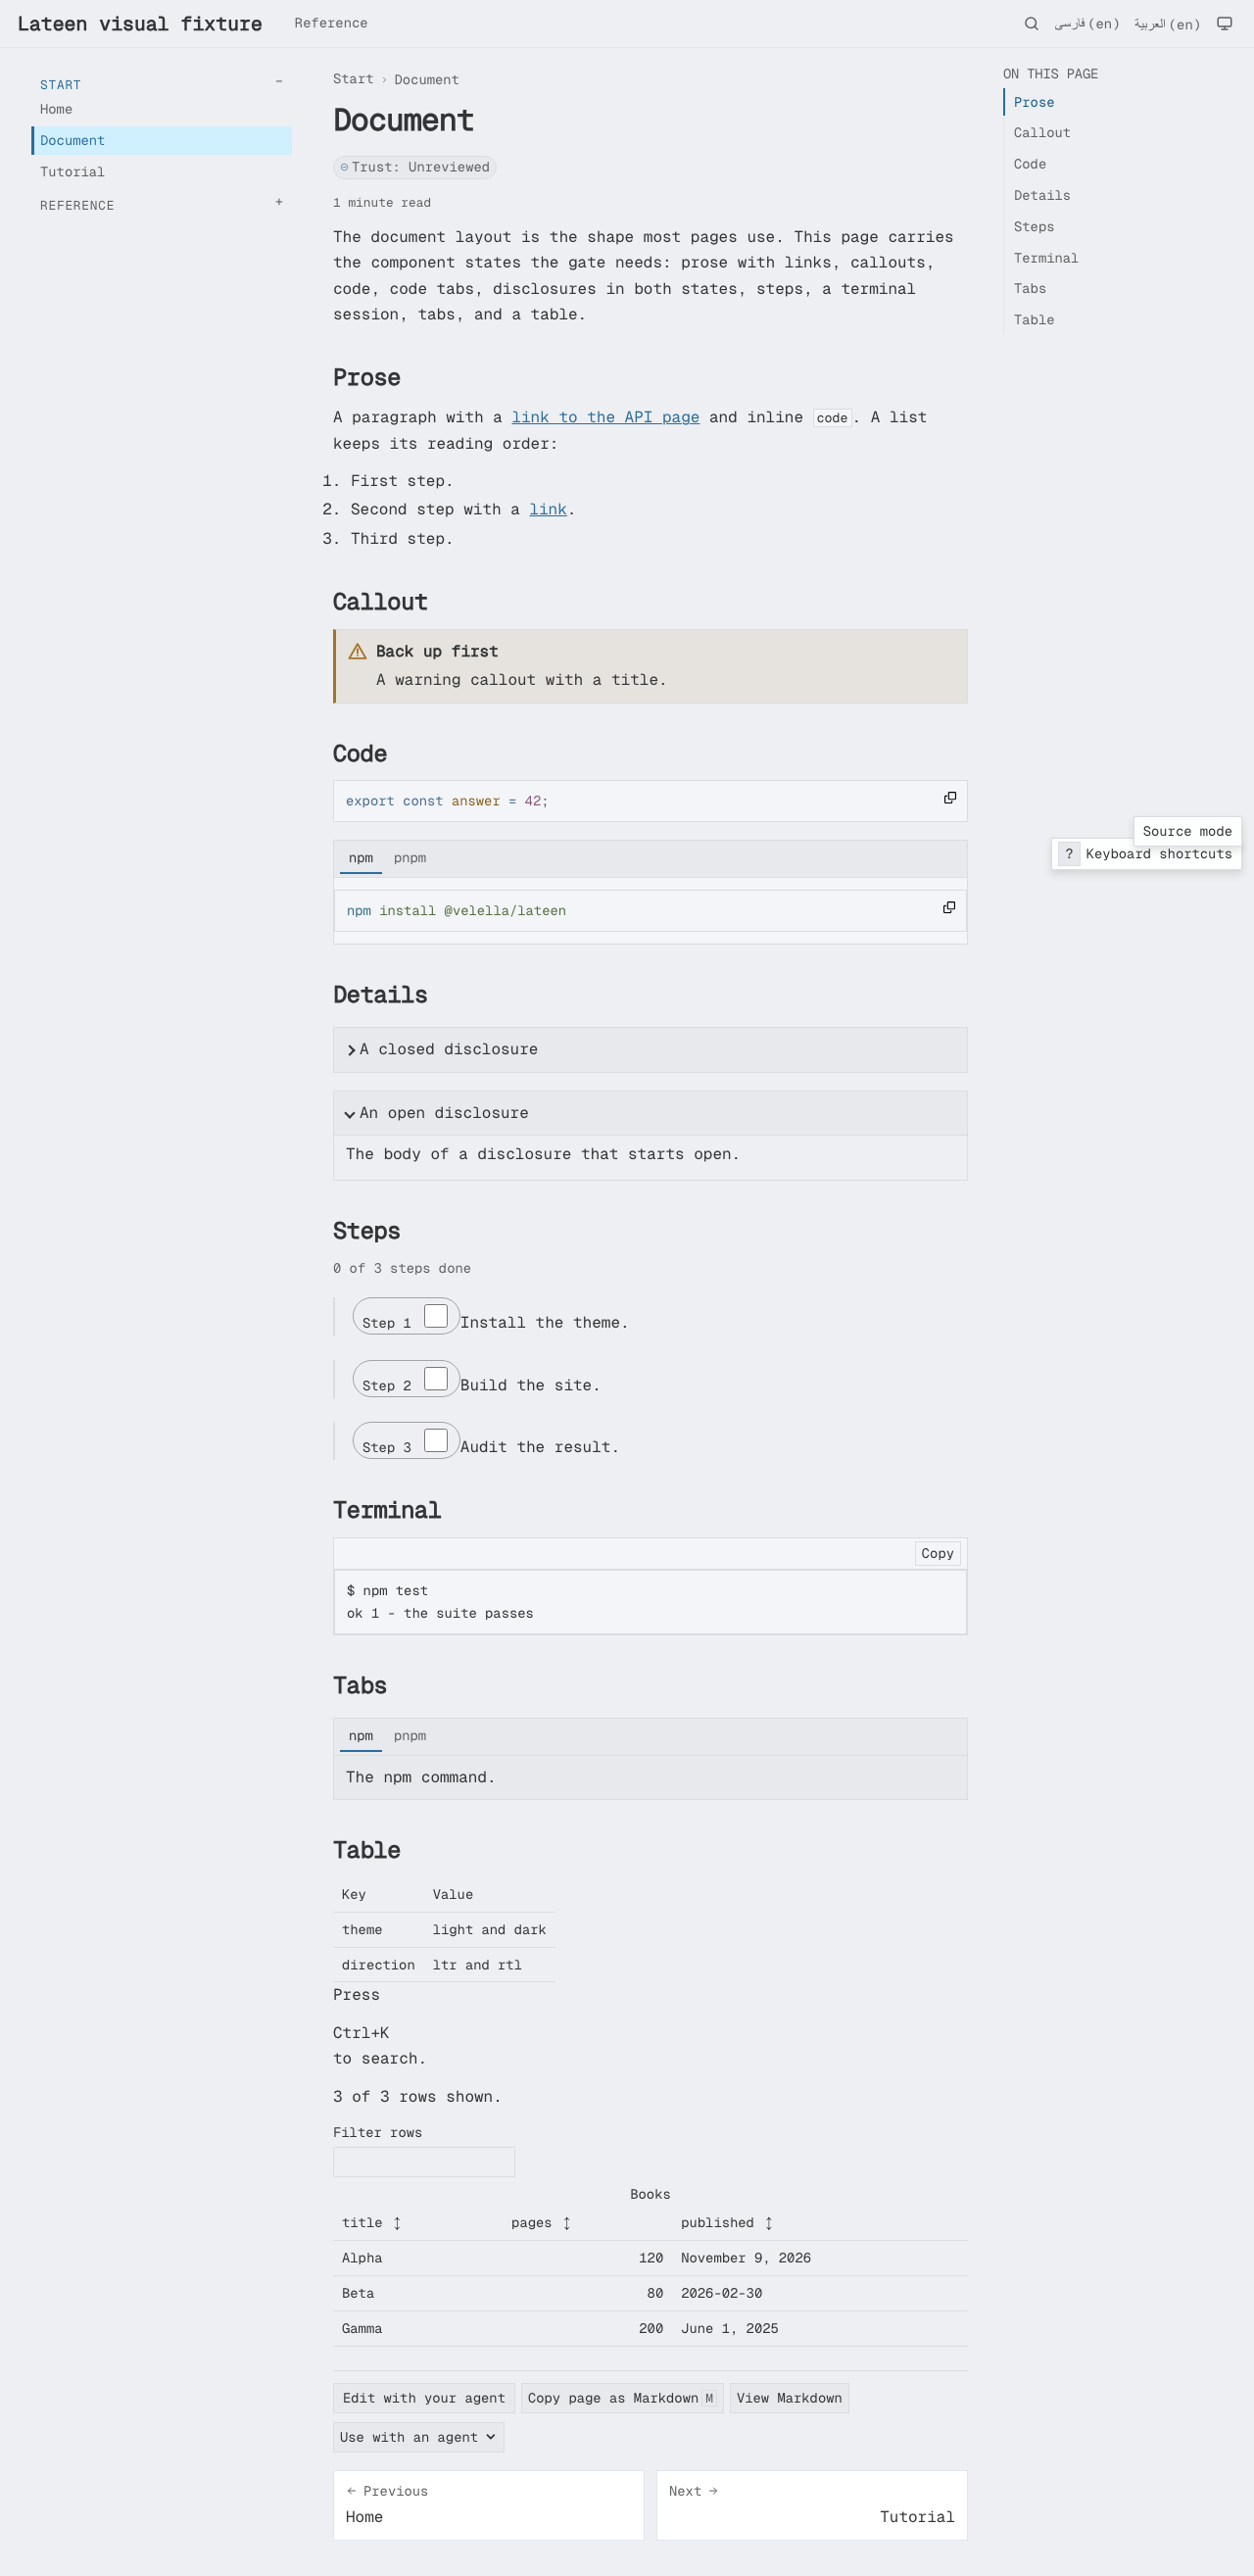 Lateen visual fixture
Reference
فارسی (en)
العربية (en)
START
−
Home
Document
Tutorial
REFERENCE
+
Start › Document
Document
Trust: Unreviewed
1 minute read
The document layout is the shape most pages use. This page carries
the component states the gate needs: prose with links, callouts,
code, code tabs, disclosures in both states, steps, a terminal
session, tabs, and a table.
Prose
A paragraph with a link to the API page and inline code. A list
keeps its reading order:
1. First step.
2. Second step with a link.
3. Third step.
Callout
Back up first
A warning callout with a title.
Code
export const answer = 42;
npm pnpm
npm install @velella/lateen
Details
A closed disclosure
An open disclosure
The body of a disclosure that starts open.
Steps
0 of 3 steps done
Step 1 Install the theme.
Step 2 Build the site.
Step 3 Audit the result.
Terminal
Copy
$ npm test
ok 1 - the suite passes
Tabs
npm pnpm
The npm command.
Table
Key Value
theme light and dark
direction ltr and rtl
Press
Ctrl+K
to search.
3 of 3 rows shown.
Filter rows
Books
title ↕ pages ↕ published ↕
Alpha 120 November 9, 2026
Beta 80 2026-02-30
Gamma 200 June 1, 2025
Edit with your agent Copy page as Markdown M View Markdown
Use with an agent
← Previous
Home
Next →
Tutorial
ON THIS PAGE
Prose
Callout
Code
Details
Steps
Terminal
Tabs
Table
Source mode
? Keyboard shortcuts